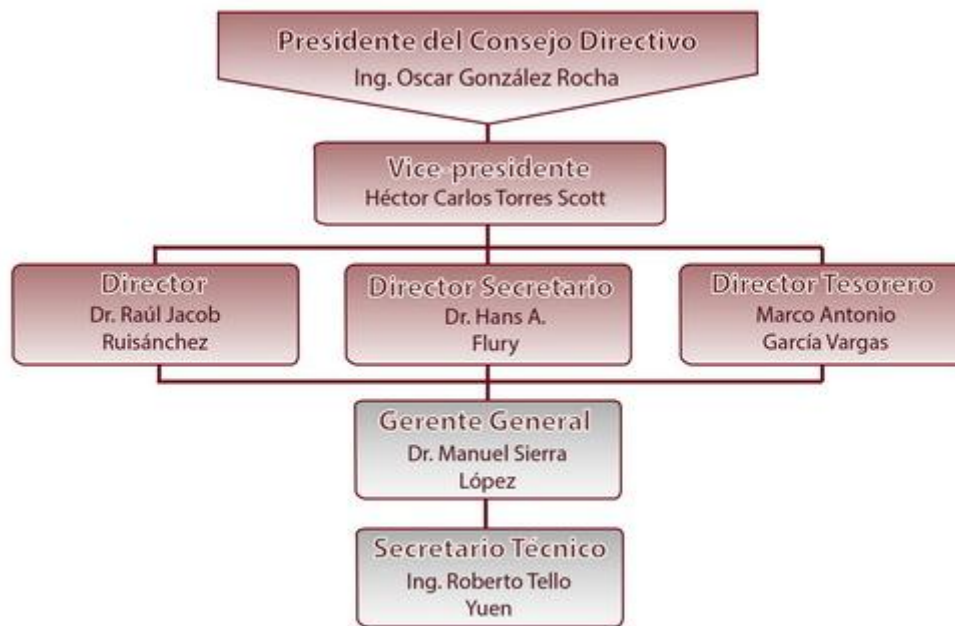 Presidente del Consejo Directivo
Ing. Oscar González Rocha
Vice-presidente
Héctor Carlos Torres Scott
Director
Dr. Raúl Jacob
Ruisánchez
Director Secretario
Dr. Hans A.
Flury
Director Tesorero
Marco Antonio
García Vargas
Gerente General
Dr. Manuel Sierra
López
Secretario Técnico
Ing. Roberto Tello
Yuen